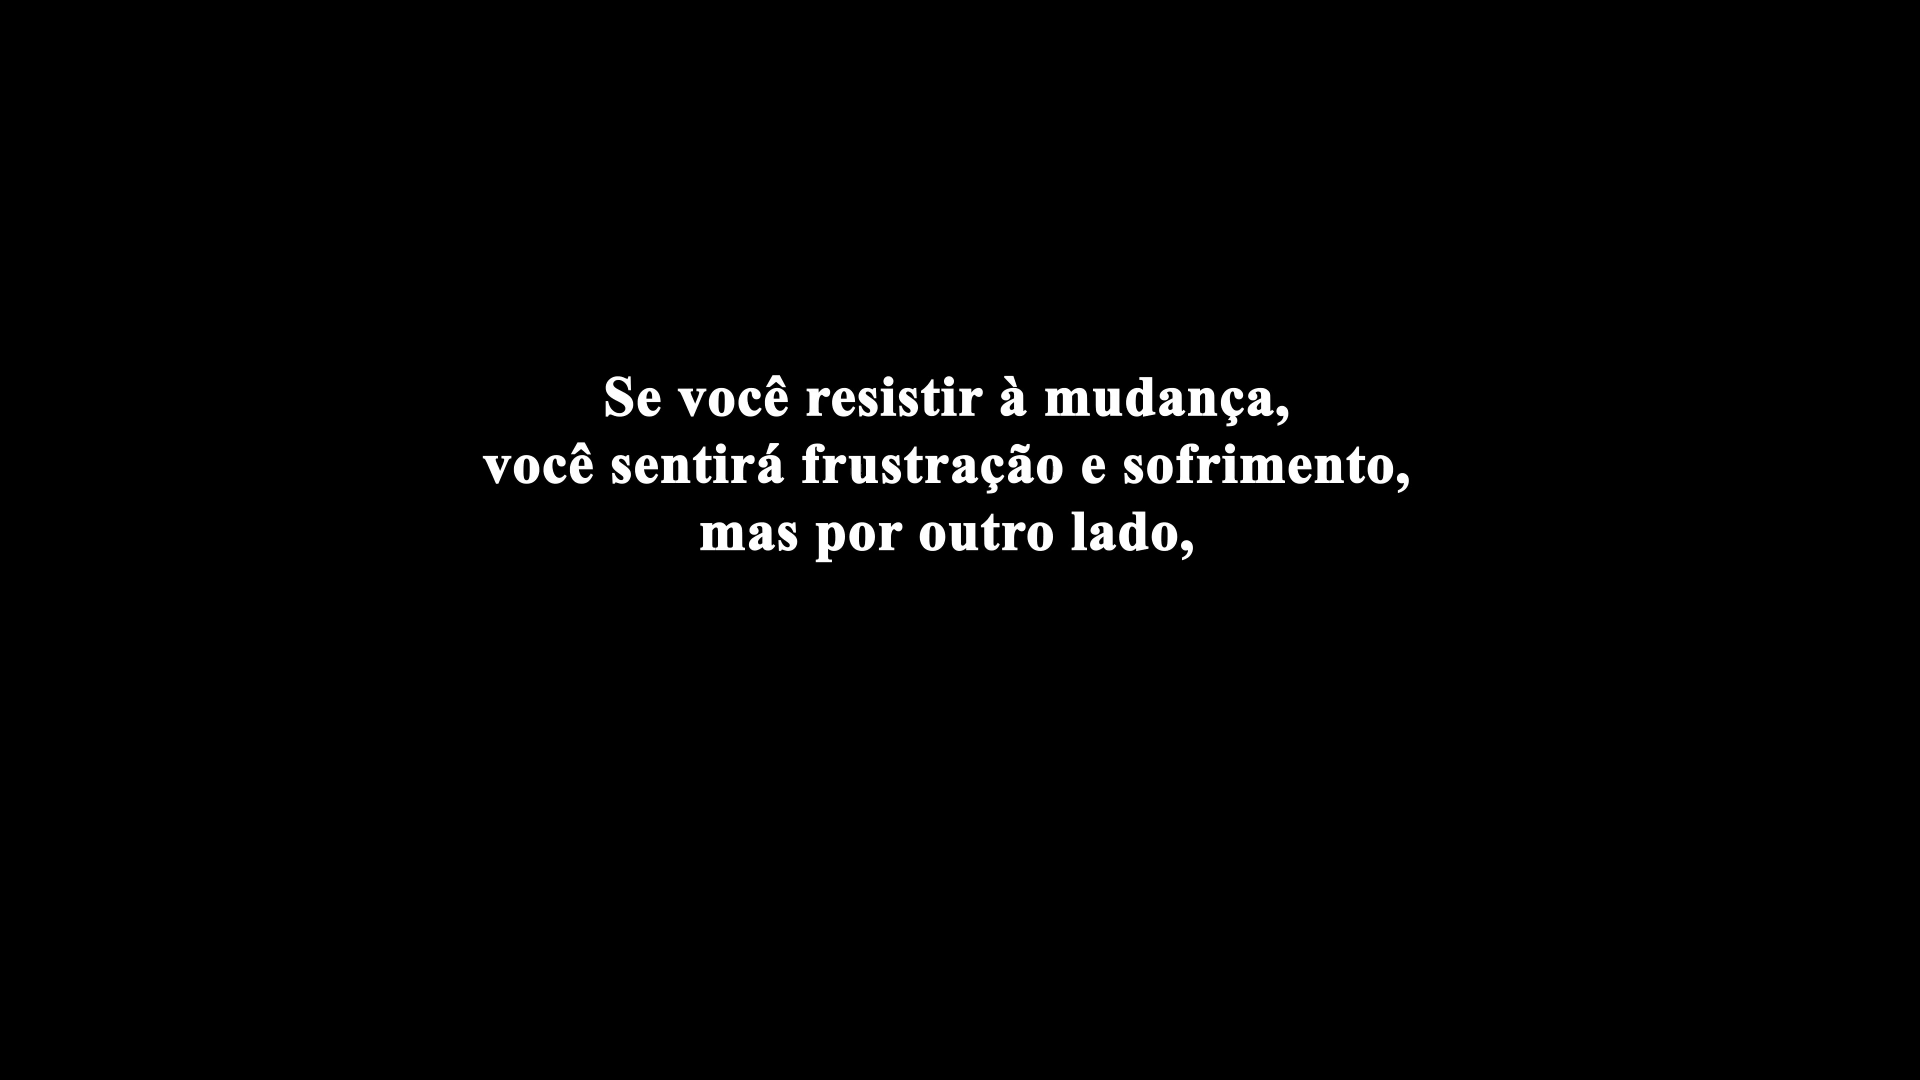 Se você resistir à mudança,
você sentirá frustração e sofrimento,
mas por outro lado,